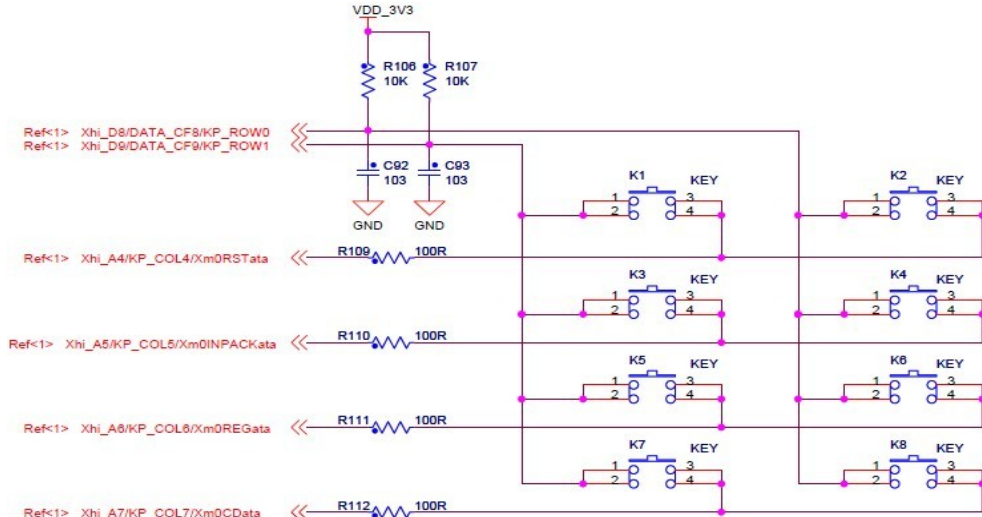 VDD_3V3
R106 R107
10K 10K
Ref<1> Xhi_D8/DATA_CF8/KP_ROW0
Ref<1> Xhi_D9/DATA_CF9/KP_ROW1
C92 C93
103 103
GND GND
K1 KEY K2 KEY
1 3 1 3
2 4 2 4
R109 100R
Ref<1> Xhi_A4/KP_COL4/Xm0RSTata
K3 KEY K4 KEY
1 3 1 3
2 4 2 4
R110 100R
Ref<1> Xhi_A5/KP_COL5/Xm0INPACKata
K5 KEY K6 KEY
1 3 1 3
2 4 2 4
R111 100R
Ref<1> Xhi_A6/KP_COL6/Xm0REGata
K7 KEY K8 KEY
1 3 1 3
2 4 2 4
R112 100R
Ref<1> Xhi_A7/KP_COL7/Xm0CData